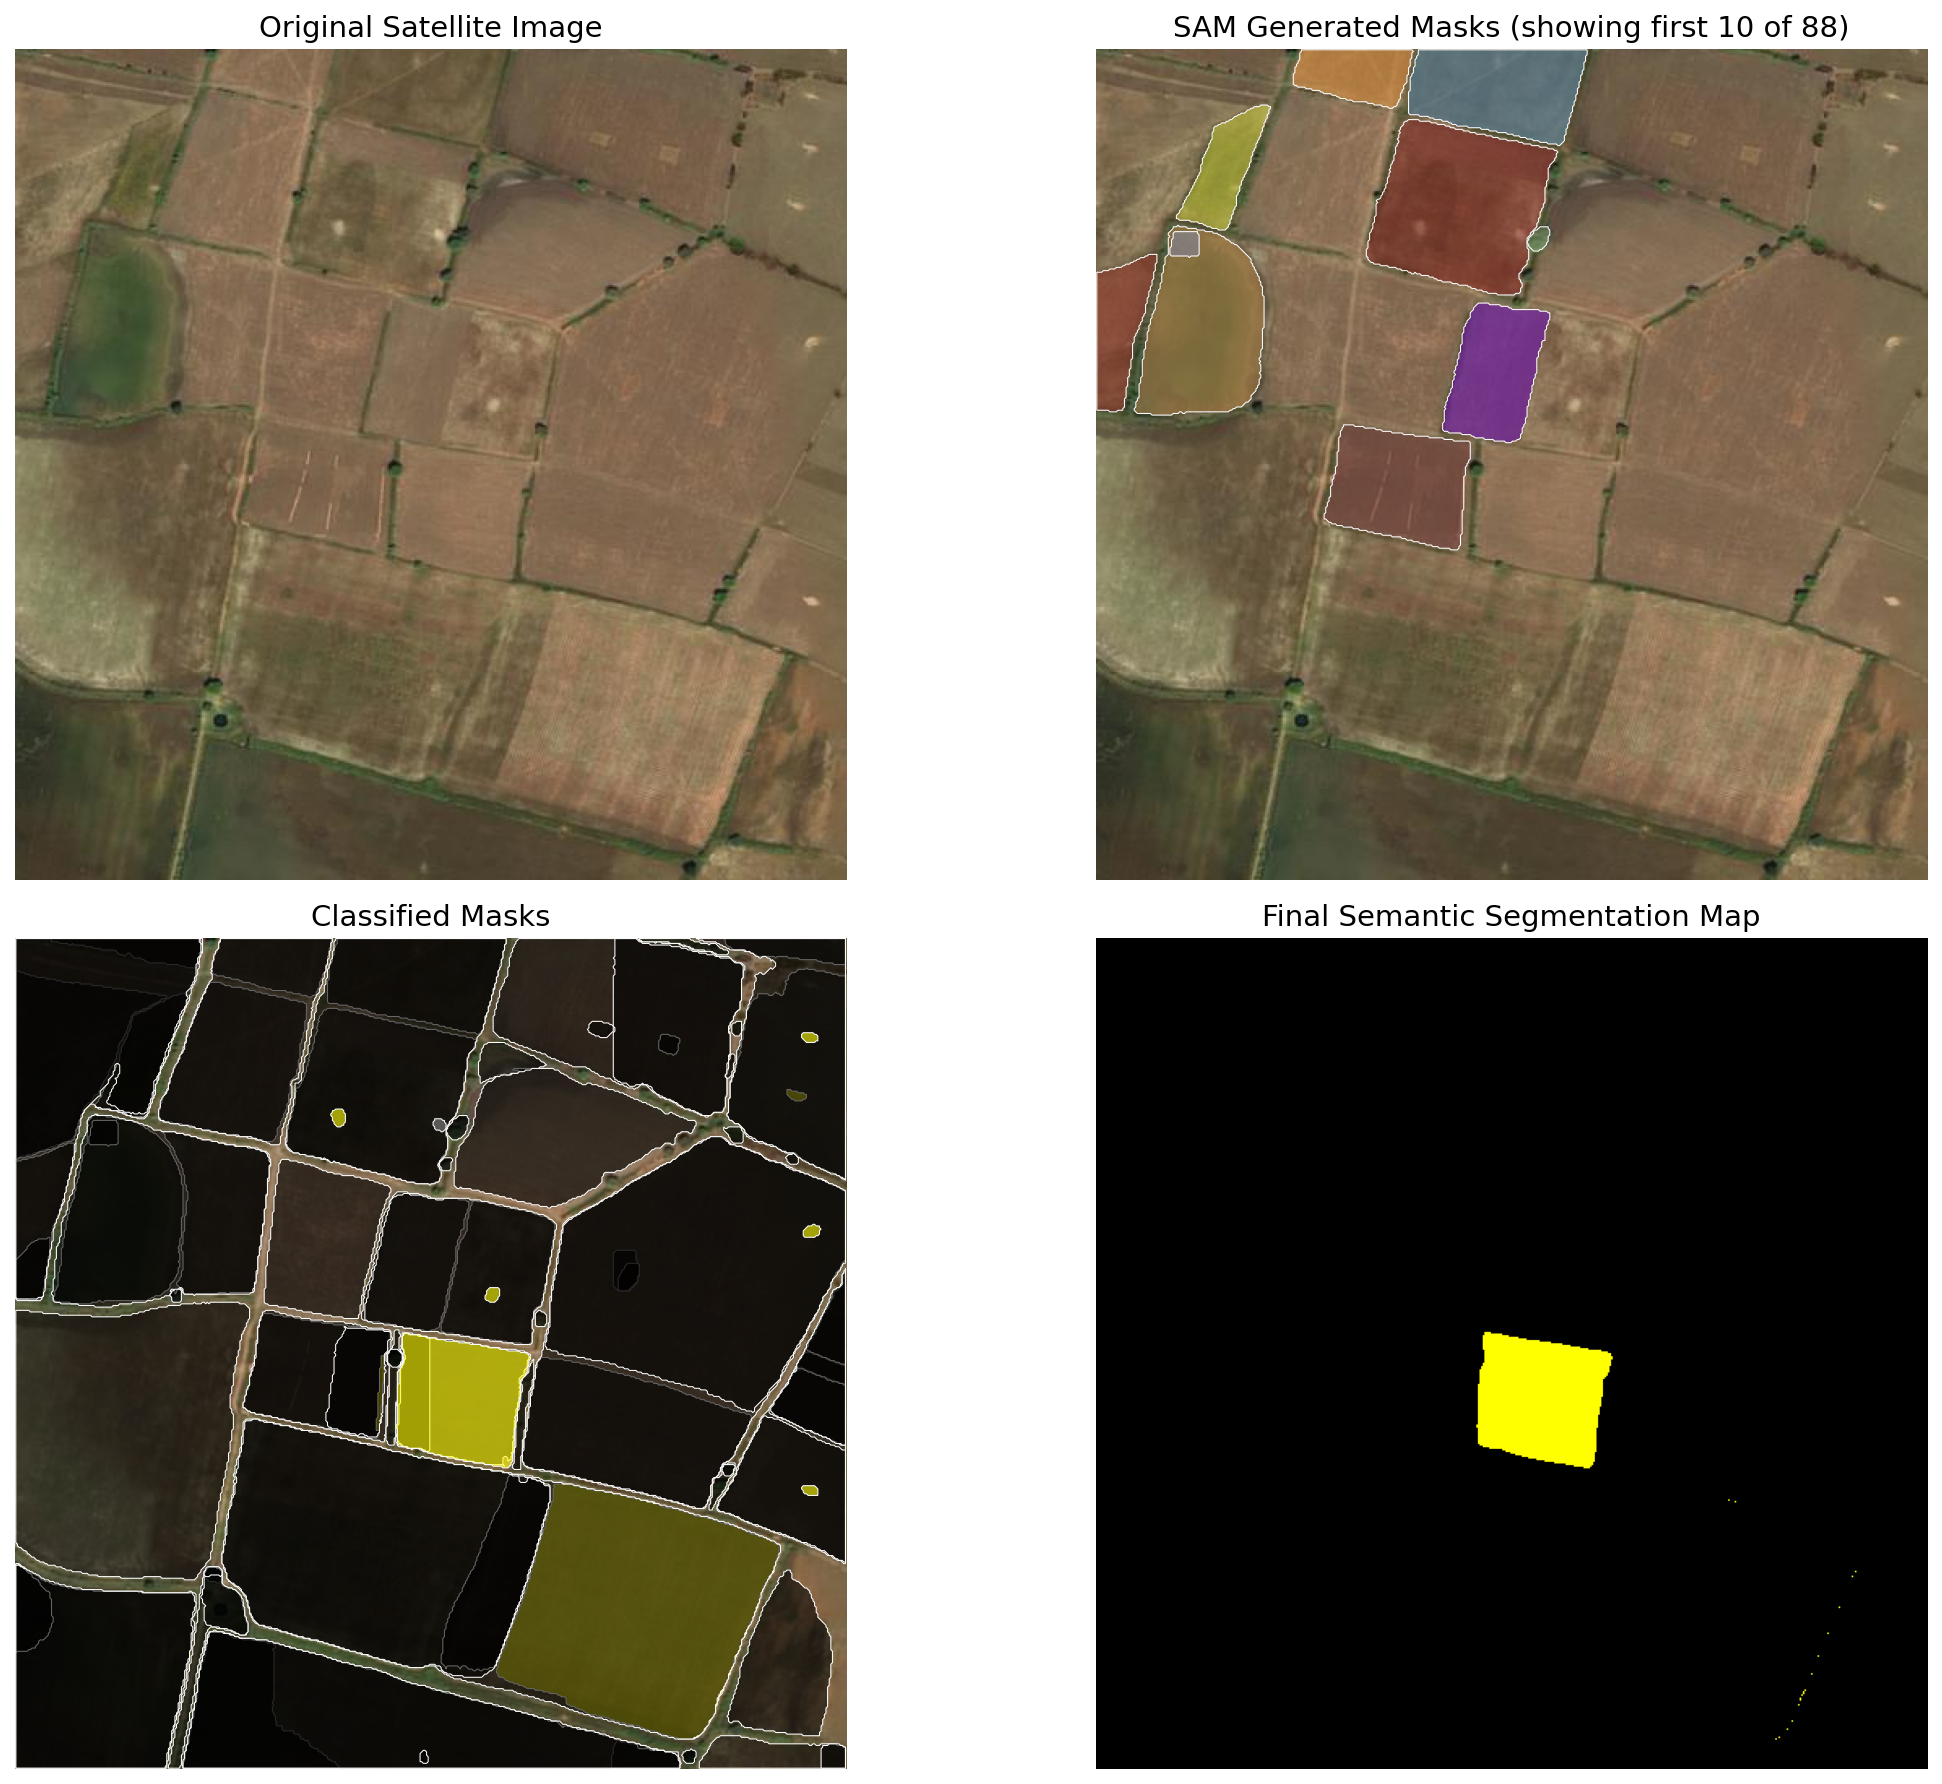 Original Satellite Image
SAM Generated Masks (showing first 10 of 88)
Classified Masks
Final Semantic Segmentation Map